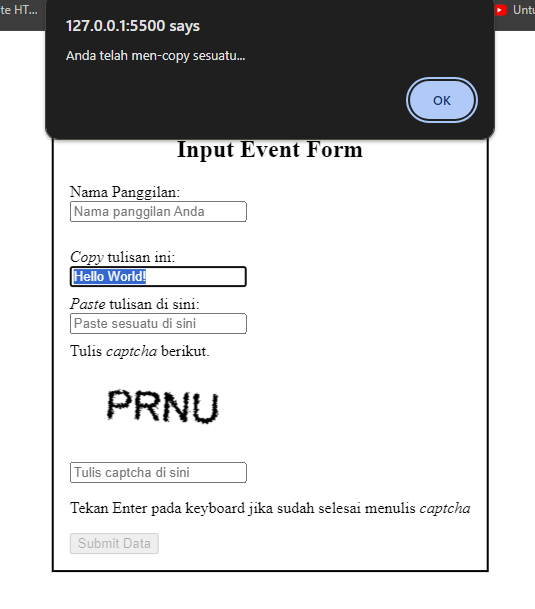 te HT...
Untu
127.0.0.1:5500 says
Anda telah men-copy sesuatu...
OK
Input Event Form
Nama Panggilan:
Nama panggilan Anda
Copy tulisan ini:
Hello World!
Paste tulisan di sini:
Paste sesuatu di sini
Tulis captcha berikut.
PRNU
Tulis captcha di sini
Tekan Enter pada keyboard jika sudah selesai menulis captcha
Submit Data